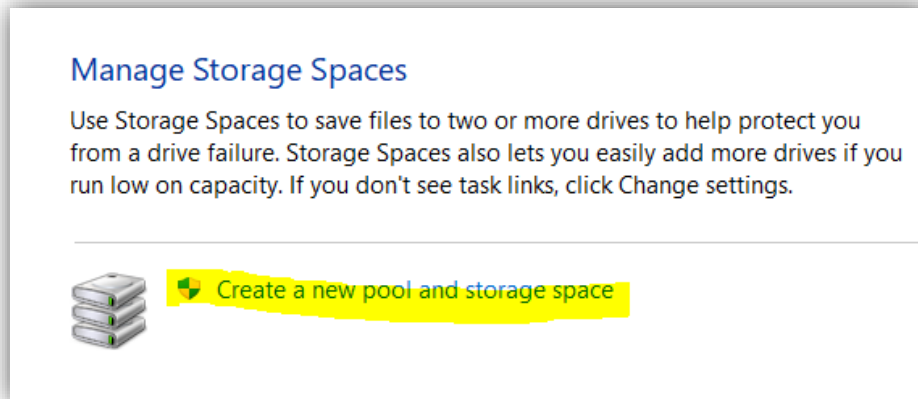 Manage Storage Spaces
Use Storage Spaces to save files to two or more drives to help protect you
from a drive failure. Storage Spaces also lets you easily add more drives if you
run low on capacity. If you don't see task links, click Change settings.
Create a new pool and storage space